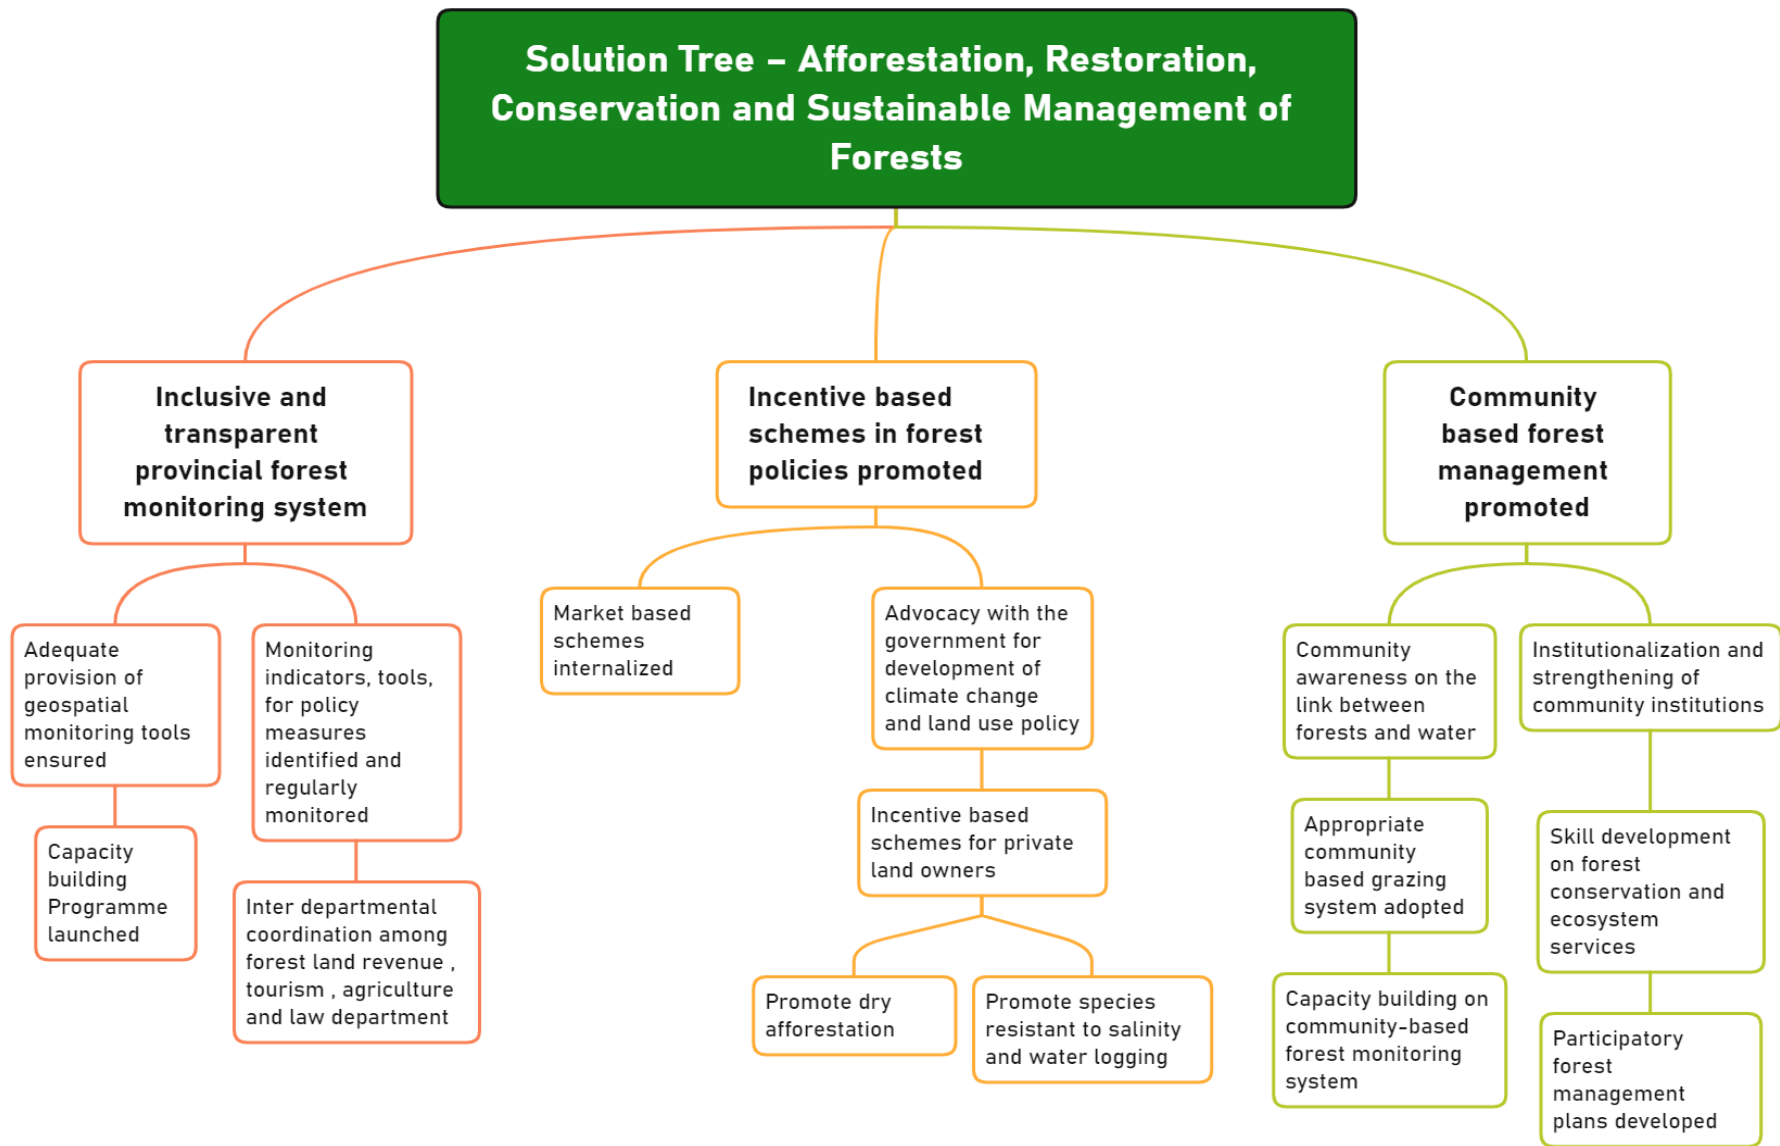 Solution Tree – Afforestation, Restoration,
Conservation and Sustainable Management of
Forests
Inclusive and
transparent
provincial forest
monitoring system
Adequate
provision of
geospatial
monitoring tools
ensured
Capacity
building
Programme
launched
Monitoring
indicators, tools,
for policy
measures
identified and
regularly
monitored
Inter departmental
coordination among
forest land revenue ,
tourism , agriculture
and law department
Incentive based
schemes in forest
policies promoted
Market based
schemes
internalized
Advocacy with the
government for
development of
climate change
and land use policy
Incentive based
schemes for private
land owners
Promote dry
afforestation
Promote species
resistant to salinity
and water logging
Community
based forest
management
promoted
Community
awareness on the
link between
forests and water
Appropriate
community
based grazing
system adopted
Capacity building on
community-based
forest monitoring
system
Institutionalization and
strengthening of
community institutions
Skill development
on forest
conservation and
ecosystem
services
Participatory
forest
management
plans developed